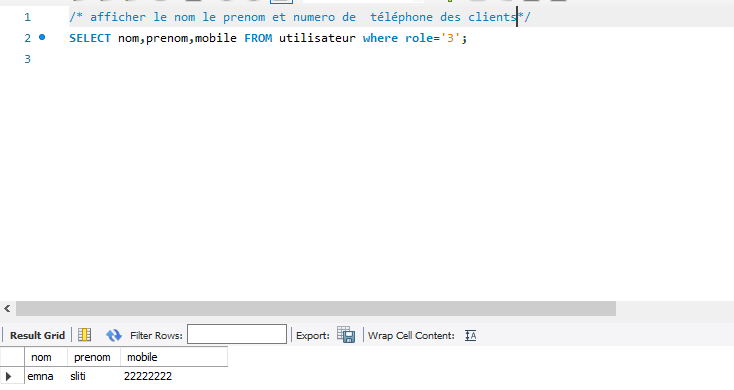 1 /* afficher le nom le prenom et numero de  téléphone des clients*/
2 SELECT nom,prenom,mobile FROM utilisateur where role='3';
3
Result Grid Filter Rows: Export: Wrap Cell Content: IA
nom prenom mobile
emna sliti 22222222